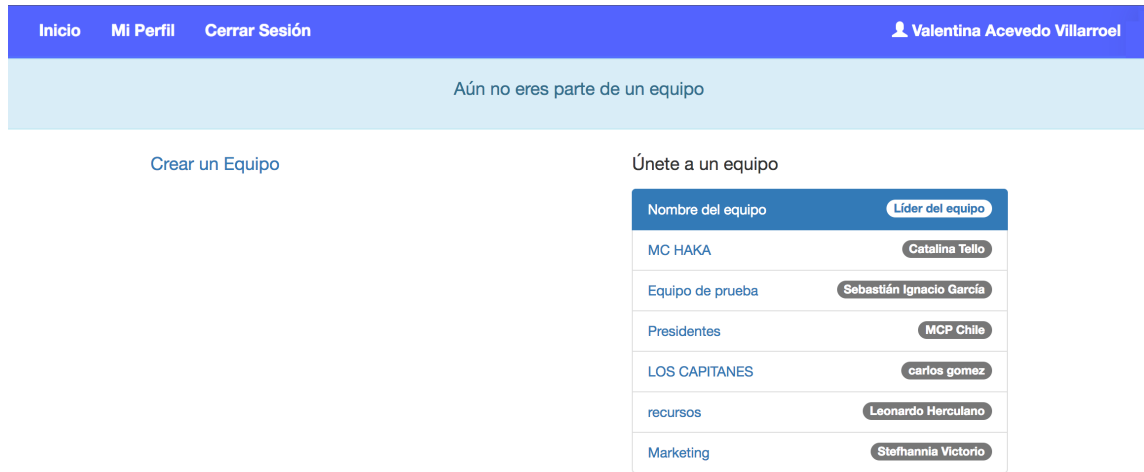 Inicio Mi Perfil Cerrar Sesión Valentina Acevedo Villarroel
Aún no eres parte de un equipo
Crear un Equipo
Únete a un equipo
Nombre del equipo Líder del equipo
MC HAKA Catalina Tello
Equipo de prueba Sebastián Ignacio García
Presidentes MCP Chile
LOS CAPITANES carlos gomez
recursos Leonardo Herculano
Marketing Stefhannia Victorio